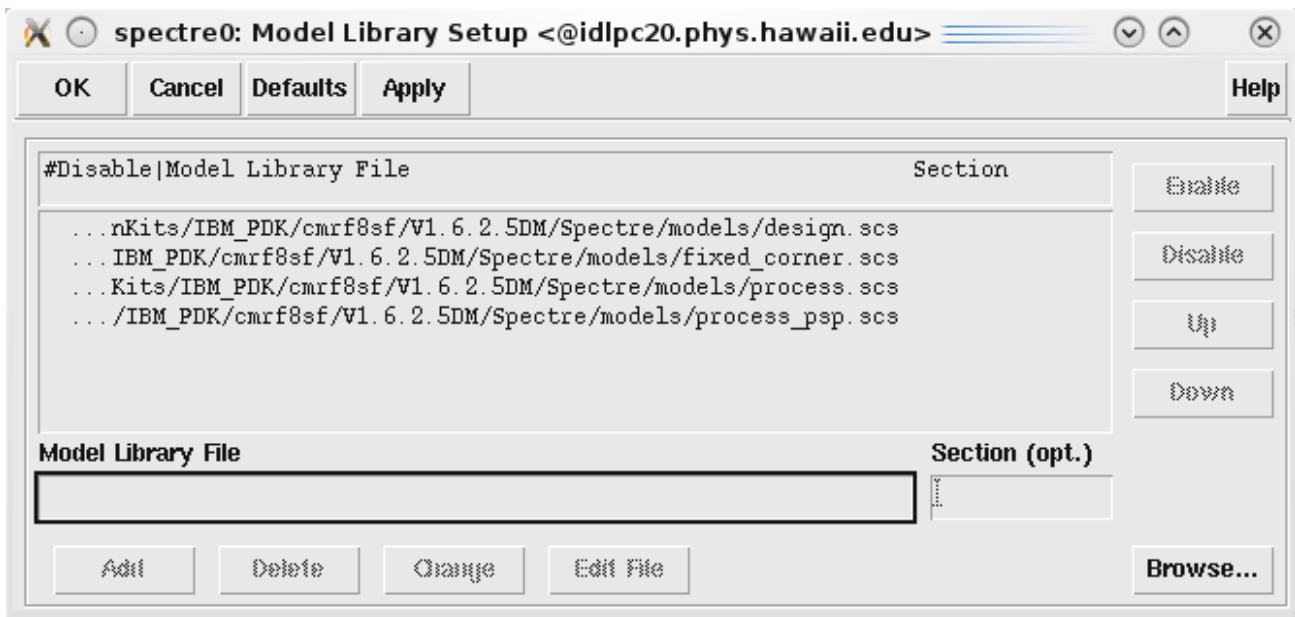 spectre0: Model Library Setup <@idlpc20.phys.hawaii.edu>
OK Cancel Defaults Apply Help
#Disable|Model Library File Section
...nKits/IBM_PDK/cmrf8sf/V1.6.2.5DM/Spectre/models/design.scs
...IBM_PDK/cmrf8sf/V1.6.2.5DM/Spectre/models/fixed_corner.scs
...Kits/IBM_PDK/cmrf8sf/V1.6.2.5DM/Spectre/models/process.scs
.../IBM_PDK/cmrf8sf/V1.6.2.5DM/Spectre/models/process_psp.scs
Enable
Disable
Up
Down
Model Library File Section (opt.)
Add Delete Change Edit File Browse...